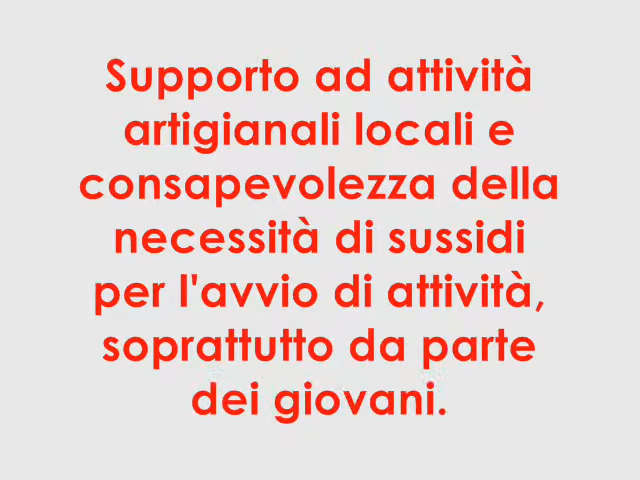 Supporto ad attività
artigianali locali e
consapevolezza della
necessità di sussidi
per l'avvio di attività,
soprattutto da parte
dei giovani.